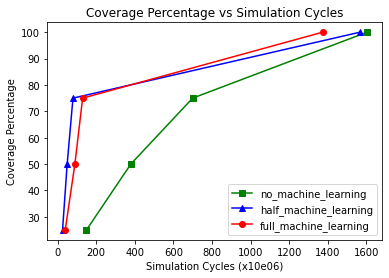 Coverage Percentage vs Simulation Cycles
Coverage Percentage
100
90
80
70
60
50
40
30
no_machine_learning
half_machine_learning
full_machine_learning
0 200 400 600 800 1000 1200 1400 1600
Simulation Cycles (x10e06)